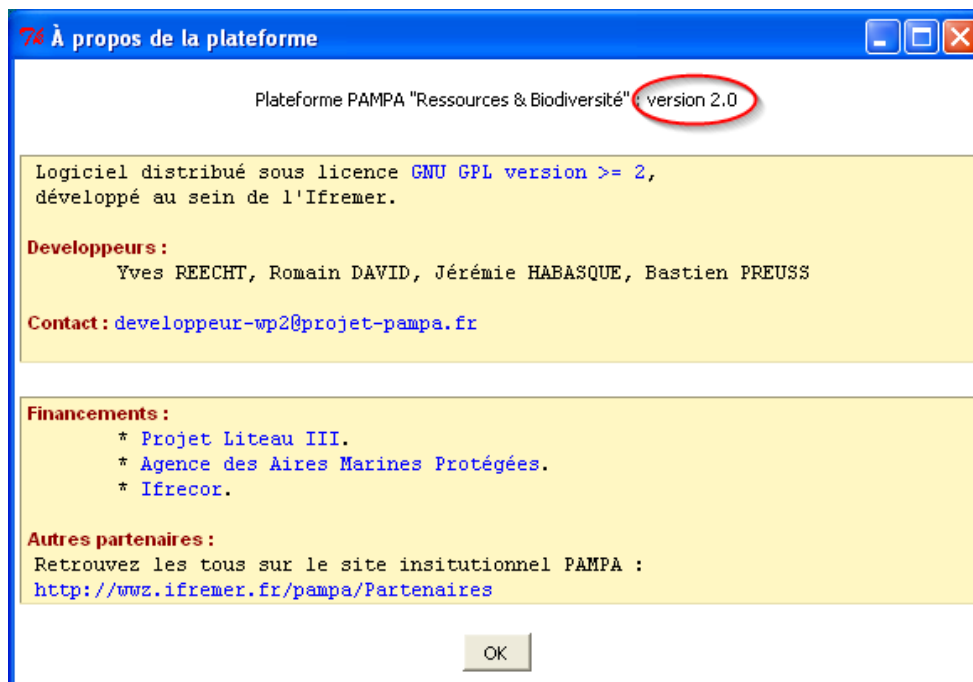 À propos de la plateforme
Plateforme PAMPA "Ressources & Biodiversité" : version 2.0
Logiciel distribué sous licence GNU GPL version >= 2,
développé au sein de l'Ifremer.
Developpeurs :
Yves REECHT, Romain DAVID, Jérémie HABASQUE, Bastien PREUSS
Contact : developpeur-wp2@projet-pampa.fr
Financements :
* Projet Liteau III.
* Agence des Aires Marines Protégées.
* Ifrecor.
Autres partenaires :
Retrouvez les tous sur le site insitutionnel PAMPA :
http://wwz.ifremer.fr/pampa/Partenaires
OK